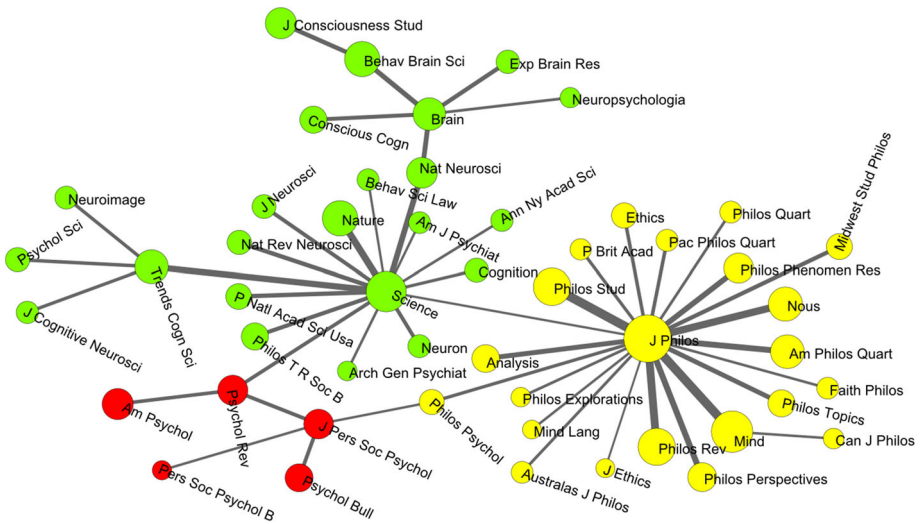 J Consciousness Stud
Behav Brain Sci
Exp Brain Res
Neuropsychologia
Brain
Conscious Cogn
Nat Neurosci
Behav Sci Law
J Neurosci
Neuroimage
Ann Ny Acad Sci
Nature
Am J Psychiat
Nat Rev Neurosci
Psychol Sci
Trends Cogn Sci
Cognition
Science
P Natl Acad Sci Usa
J Cognitive Neurosci
Philos T R Soc B
Neuron
Arch Gen Psychiat
Ethics
Philos Quart
Midwest Stud Philos
P Brit Acad
Pac Philos Quart
Philos Phenomen Res
Philos Stud
Nous
J Philos
Analysis
Am Philos Quart
Faith Philos
Philos Explorations
Philos Topics
Philos Psychol
Mind Lang
Philos Rev
Mind
Can J Philos
Australas J Philos
J Ethics
Philos Perspectives
Am Psychol
Psychol Rev
J Pers Soc Psychol
Pers Soc Psychol B
Psychol Bull